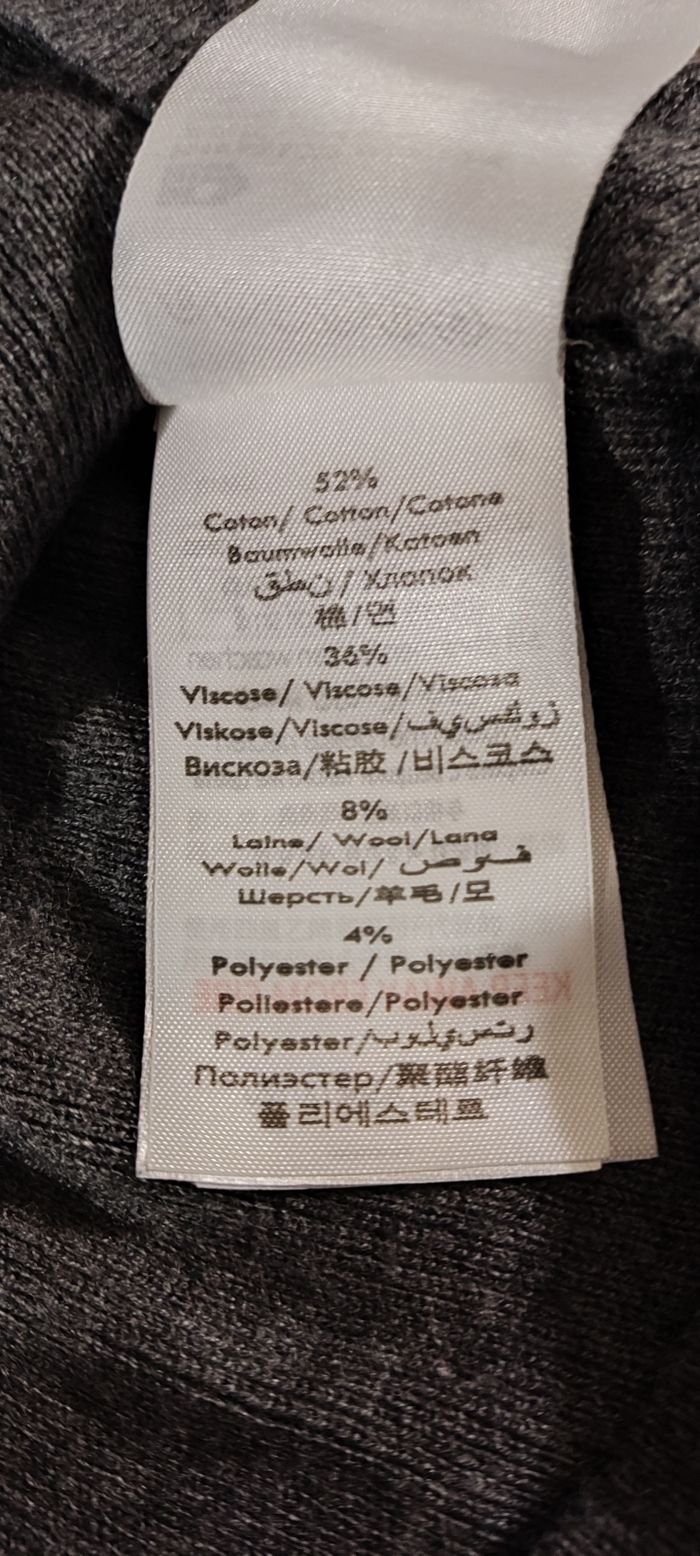 52%
Coton/ Cotton/Cotone
Baumwolle/Katoen
قطن / Хлопок
棉/면
36%
Viscose/ Viscose/Viscosa
Viskose/Viscose/فيسكوز
Вискоза/粘胶 /비스코스
8%
Laine/ Wool/Lana
Wolle/Wol/ صوف
Шерсть/羊毛/모
4%
Polyester / Polyester
Poliestere/Polyester
Polyester/بوليستر
Полиэстер/聚酯纤维
폴리에스테르